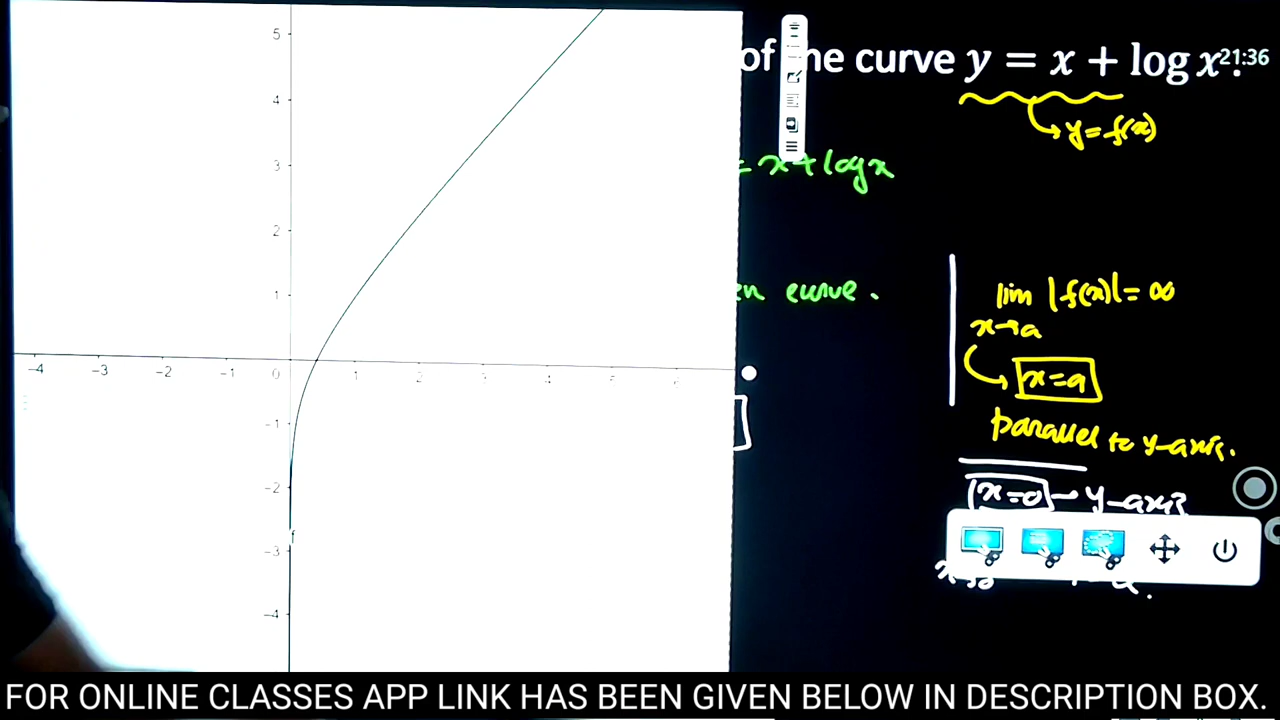 of the curve y = x + log x.
21:36
y = f(x)
= x + log x
en curve.
lim |f(x)| = ∞
x→a
x = a
parallel to y-axis.
x=0 → y-axis
5
4
3
2
1
-4 -3 -2 -1 0 1 2
-1
-2
-3
-4
FOR ONLINE CLASSES APP LINK HAS BEEN GIVEN BELOW IN DESCRIPTION BOX.